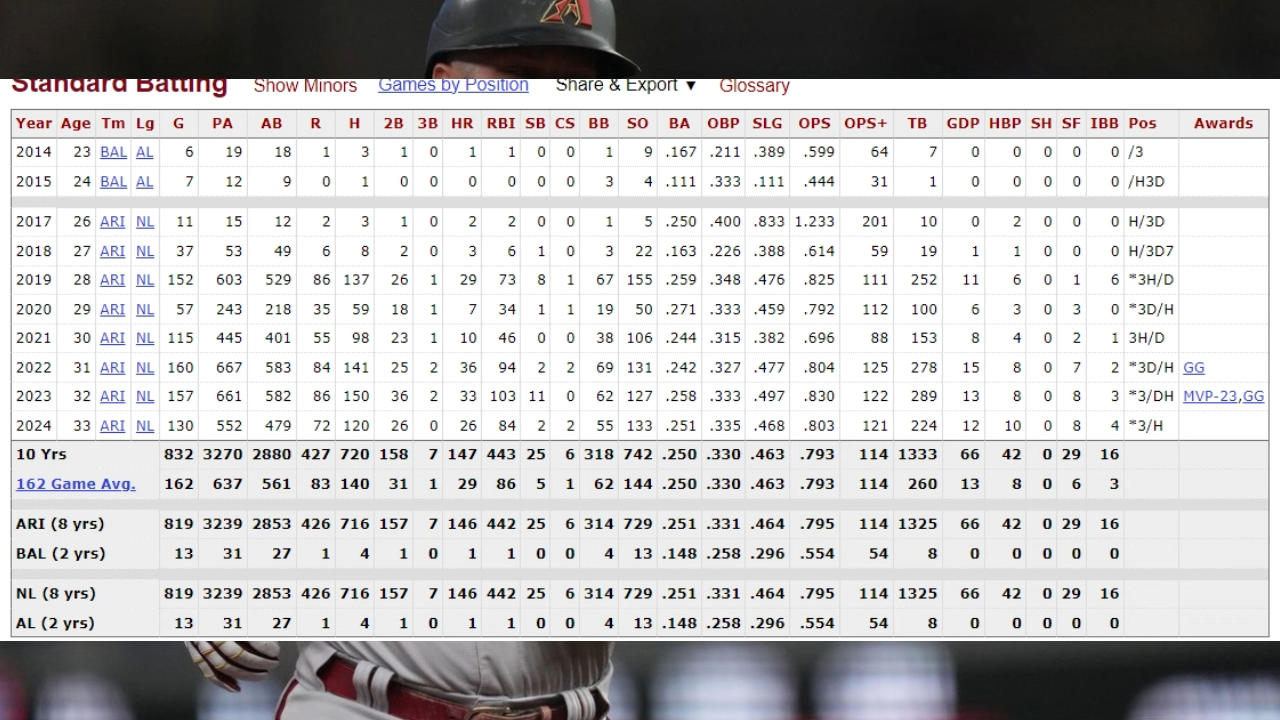 A
Standard Batting Show Minors Games by Position Share & Export ▼ Glossary
Year Age Tm Lg G PA AB R H 2B 3B HR RBI SB CS BB SO BA OBP SLG OPS OPS+ TB GDP HBP SH SF IBB Pos Awards
2014 23 BAL AL 6 19 18 1 3 1 0 1 1 0 0 1 9 .167 .211 .389 .599 64 7 0 0 0 0 0 /3
2015 24 BAL AL 7 12 9 0 1 0 0 0 0 0 0 3 4 .111 .333 .111 .444 31 1 0 0 0 0 0 /H3D
2017 26 ARI NL 11 15 12 2 3 1 0 2 2 0 0 1 5 .250 .400 .833 1.233 201 10 0 2 0 0 0 H/3D
2018 27 ARI NL 37 53 49 6 8 2 0 3 6 1 0 3 22 .163 .226 .388 .614 59 19 1 1 0 0 0 H/3D7
2019 28 ARI NL 152 603 529 86 137 26 1 29 73 8 1 67 155 .259 .348 .476 .825 111 252 11 6 0 1 6 *3H/D
2020 29 ARI NL 57 243 218 35 59 18 1 7 34 1 1 19 50 .271 .333 .459 .792 112 100 6 3 0 3 0 *3D/H
2021 30 ARI NL 115 445 401 55 98 23 1 10 46 0 0 38 106 .244 .315 .382 .696 88 153 8 4 0 2 1 3H/D
2022 31 ARI NL 160 667 583 84 141 25 2 36 94 2 2 69 131 .242 .327 .477 .804 125 278 15 8 0 7 2 *3D/H GG
2023 32 ARI NL 157 661 582 86 150 36 2 33 103 11 0 62 127 .258 .333 .497 .830 122 289 13 8 0 8 3 *3/DH MVP-23,GG
2024 33 ARI NL 130 552 479 72 120 26 0 26 84 2 2 55 133 .251 .335 .468 .803 121 224 12 10 0 8 4 *3/H
10 Yrs 832 3270 2880 427 720 158 7 147 443 25 6 318 742 .250 .330 .463 .793 114 1333 66 42 0 29 16
162 Game Avg. 162 637 561 83 140 31 1 29 86 5 1 62 144 .250 .330 .463 .793 114 260 13 8 0 6 3
ARI (8 yrs) 819 3239 2853 426 716 157 7 146 442 25 6 314 729 .251 .331 .464 .795 114 1325 66 42 0 29 16
BAL (2 yrs) 13 31 27 1 4 1 0 1 1 0 0 4 13 .148 .258 .296 .554 54 8 0 0 0 0 0
NL (8 yrs) 819 3239 2853 426 716 157 7 146 442 25 6 314 729 .251 .331 .464 .795 114 1325 66 42 0 29 16
AL (2 yrs) 13 31 27 1 4 1 0 1 1 0 0 4 13 .148 .258 .296 .554 54 8 0 0 0 0 0